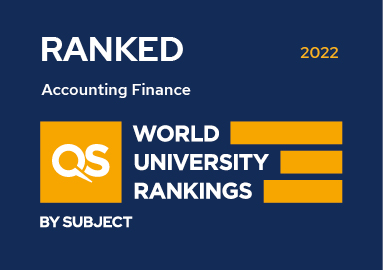 RANKED
2022
Accounting Finance
QS
WORLD
UNIVERSITY
RANKINGS
BY SUBJECT